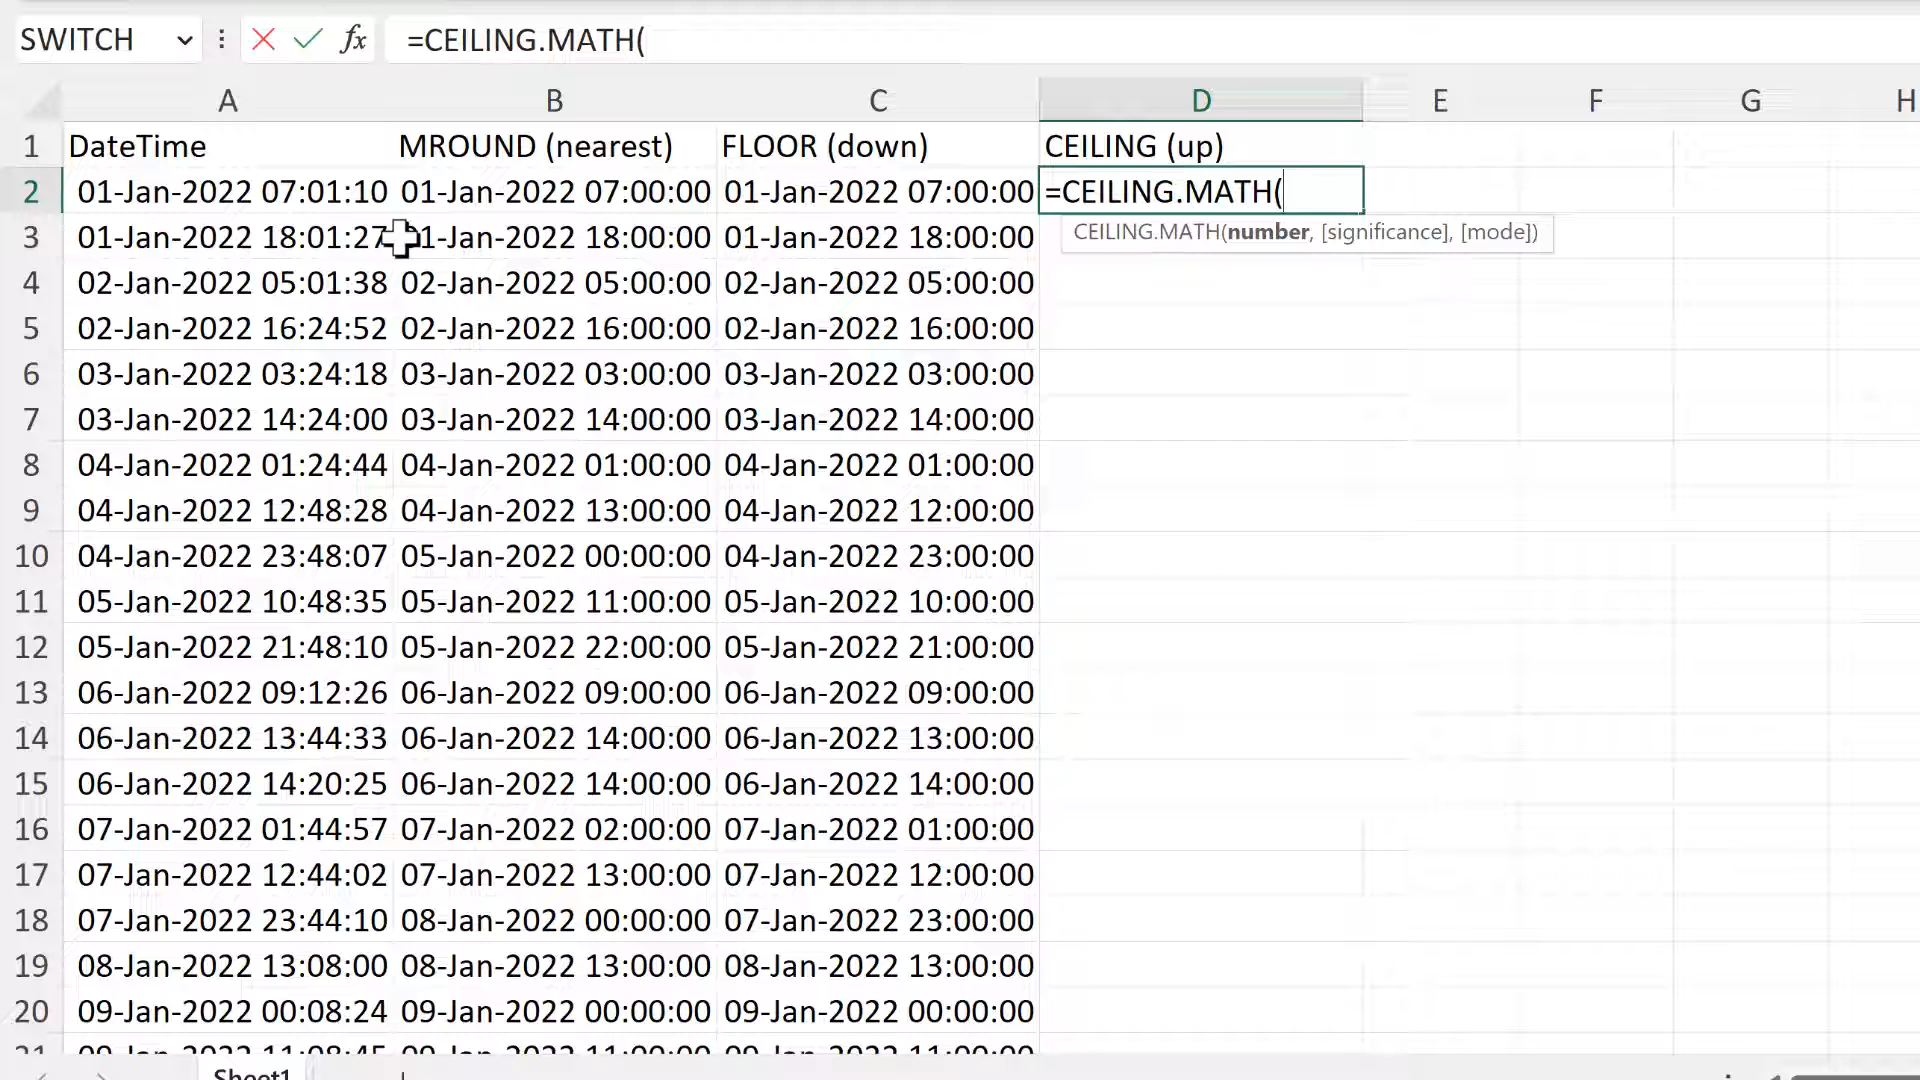 SWITCH fx =CEILING.MATH(
A B C D E F G H
1 DateTime MROUND (nearest) FLOOR (down) CEILING (up)
2 01-Jan-2022 07:01:10 01-Jan-2022 07:00:00 01-Jan-2022 07:00:00 =CEILING.MATH(
CEILING.MATH(number, [significance], [mode])
3 01-Jan-2022 18:01:27 1-Jan-2022 18:00:00 01-Jan-2022 18:00:00
4 02-Jan-2022 05:01:38 02-Jan-2022 05:00:00 02-Jan-2022 05:00:00
5 02-Jan-2022 16:24:52 02-Jan-2022 16:00:00 02-Jan-2022 16:00:00
6 03-Jan-2022 03:24:18 03-Jan-2022 03:00:00 03-Jan-2022 03:00:00
7 03-Jan-2022 14:24:00 03-Jan-2022 14:00:00 03-Jan-2022 14:00:00
8 04-Jan-2022 01:24:44 04-Jan-2022 01:00:00 04-Jan-2022 01:00:00
9 04-Jan-2022 12:48:28 04-Jan-2022 13:00:00 04-Jan-2022 12:00:00
10 04-Jan-2022 23:48:07 05-Jan-2022 00:00:00 04-Jan-2022 23:00:00
11 05-Jan-2022 10:48:35 05-Jan-2022 11:00:00 05-Jan-2022 10:00:00
12 05-Jan-2022 21:48:10 05-Jan-2022 22:00:00 05-Jan-2022 21:00:00
13 06-Jan-2022 09:12:26 06-Jan-2022 09:00:00 06-Jan-2022 09:00:00
14 06-Jan-2022 13:44:33 06-Jan-2022 14:00:00 06-Jan-2022 13:00:00
15 06-Jan-2022 14:20:25 06-Jan-2022 14:00:00 06-Jan-2022 14:00:00
16 07-Jan-2022 01:44:57 07-Jan-2022 02:00:00 07-Jan-2022 01:00:00
17 07-Jan-2022 12:44:02 07-Jan-2022 13:00:00 07-Jan-2022 12:00:00
18 07-Jan-2022 23:44:10 08-Jan-2022 00:00:00 07-Jan-2022 23:00:00
19 08-Jan-2022 13:08:00 08-Jan-2022 13:00:00 08-Jan-2022 13:00:00
20 09-Jan-2022 00:08:24 09-Jan-2022 00:00:00 09-Jan-2022 00:00:00
Sheet1